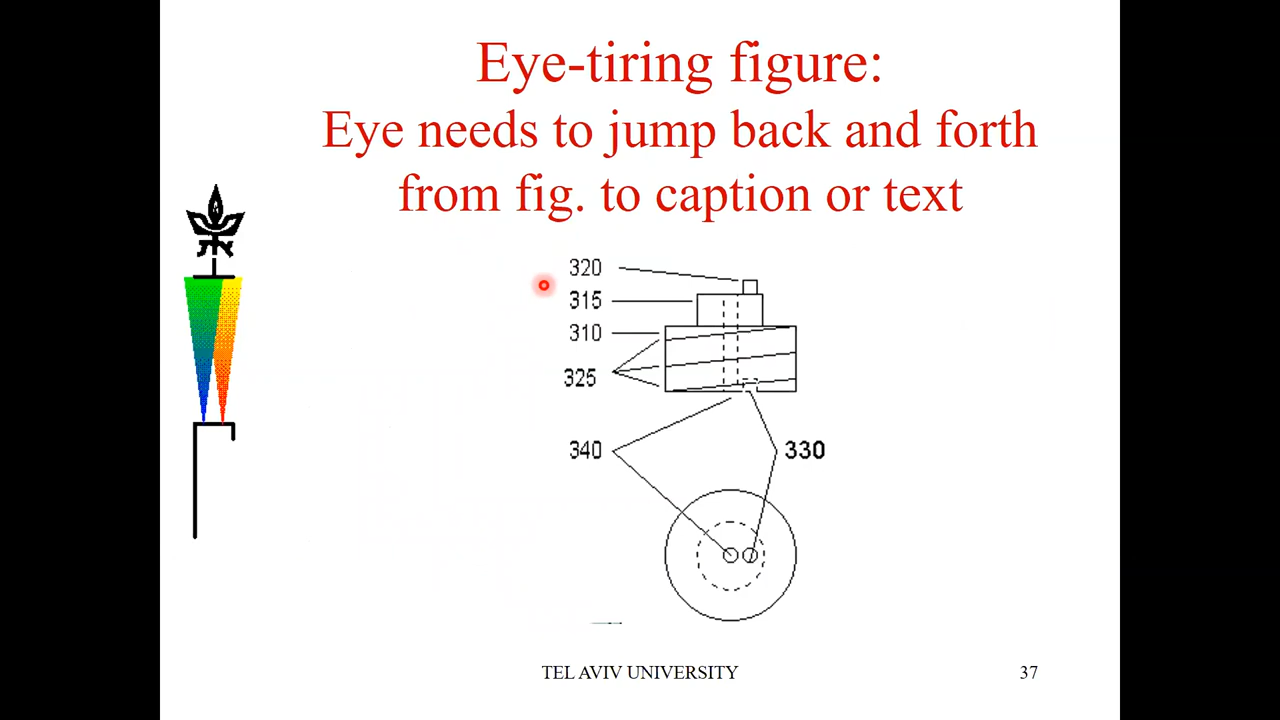 Eye-tiring figure:
Eye needs to jump back and forth
from fig. to caption or text
320
315
310
325
340
330
TEL AVIV UNIVERSITY
37